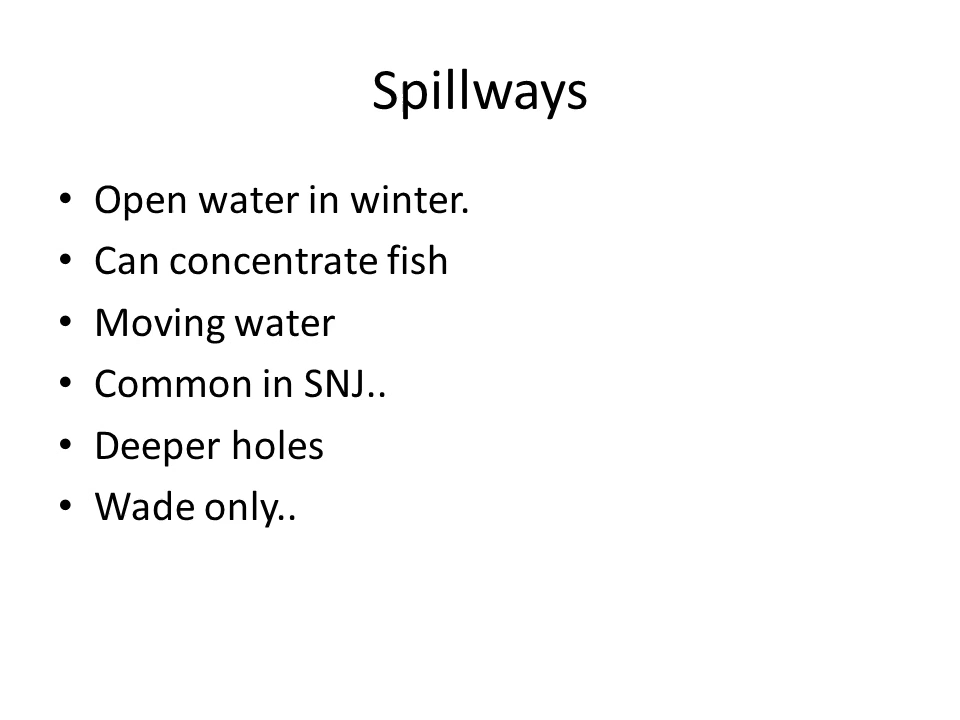 Spillways
• Open water in winter.
• Can concentrate fish
• Moving water
• Common in SNJ..
• Deeper holes
• Wade only..